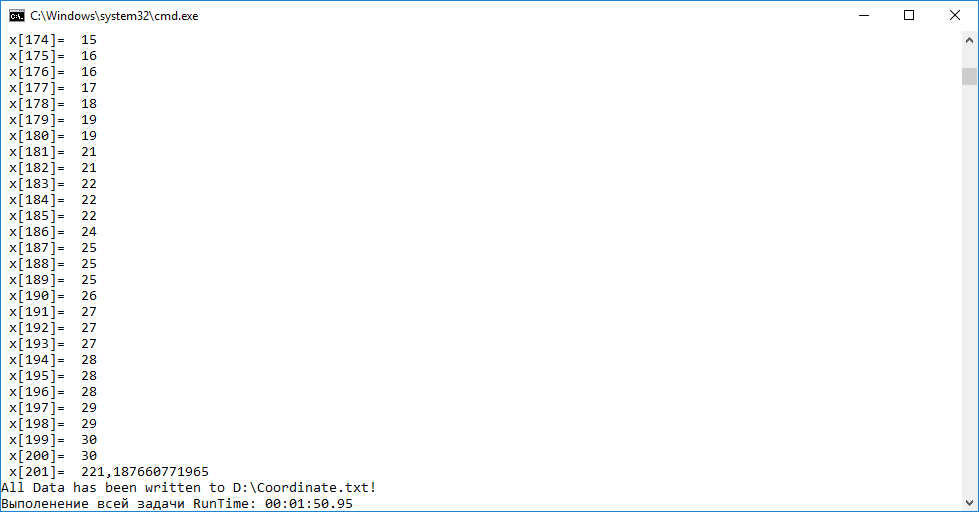 C:\Windows\system32\cmd.exe
x[174]=  15
x[175]=  16
x[176]=  16
x[177]=  17
x[178]=  18
x[179]=  19
x[180]=  19
x[181]=  21
x[182]=  21
x[183]=  22
x[184]=  22
x[185]=  22
x[186]=  24
x[187]=  25
x[188]=  25
x[189]=  25
x[190]=  26
x[191]=  27
x[192]=  27
x[193]=  27
x[194]=  28
x[195]=  28
x[196]=  28
x[197]=  29
x[198]=  29
x[199]=  30
x[200]=  30
x[201]=  221,187660771965
All Data has been written to D:\Coordinate.txt!
Выполенение всей задачи RunTime: 00:01:50.95